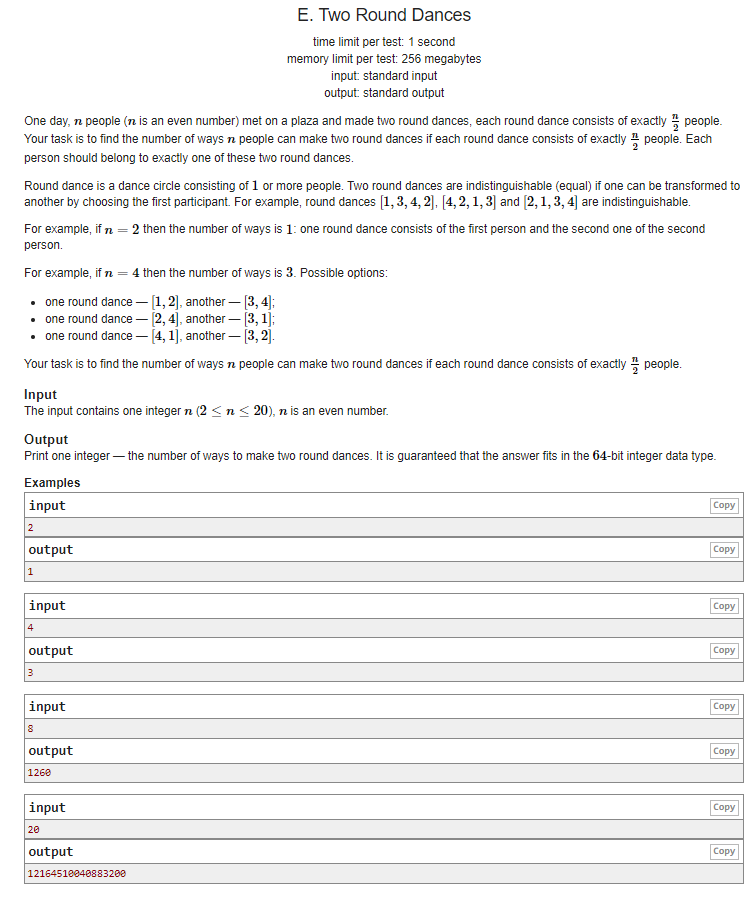 E. Two Round Dances
time limit per test: 1 second
memory limit per test: 256 megabytes
input: standard input
output: standard output
One day, n people (n is an even number) met on a plaza and made two round dances, each round dance consists of exactly n/2 people.
Your task is to find the number of ways n people can make two round dances if each round dance consists of exactly n/2 people. Each
person should belong to exactly one of these two round dances.
Round dance is a dance circle consisting of 1 or more people. Two round dances are indistinguishable (equal) if one can be transformed to
another by choosing the first participant. For example, round dances [1, 3, 4, 2], [4, 2, 1, 3] and [2, 1, 3, 4] are indistinguishable.
For example, if n = 2 then the number of ways is 1: one round dance consists of the first person and the second one of the second
person.
For example, if n = 4 then the number of ways is 3. Possible options:
• one round dance — [1, 2], another — [3, 4];
• one round dance — [2, 4], another — [3, 1];
• one round dance — [4, 1], another — [3, 2].
Your task is to find the number of ways n people can make two round dances if each round dance consists of exactly n/2 people.
Input
The input contains one integer n (2 ≤ n ≤ 20), n is an even number.
Output
Print one integer — the number of ways to make two round dances. It is guaranteed that the answer fits in the 64-bit integer data type.
Examples
input Copy
2
output Copy
1
input Copy
4
output Copy
3
input Copy
8
output Copy
1260
input Copy
20
output Copy
12164510040883200